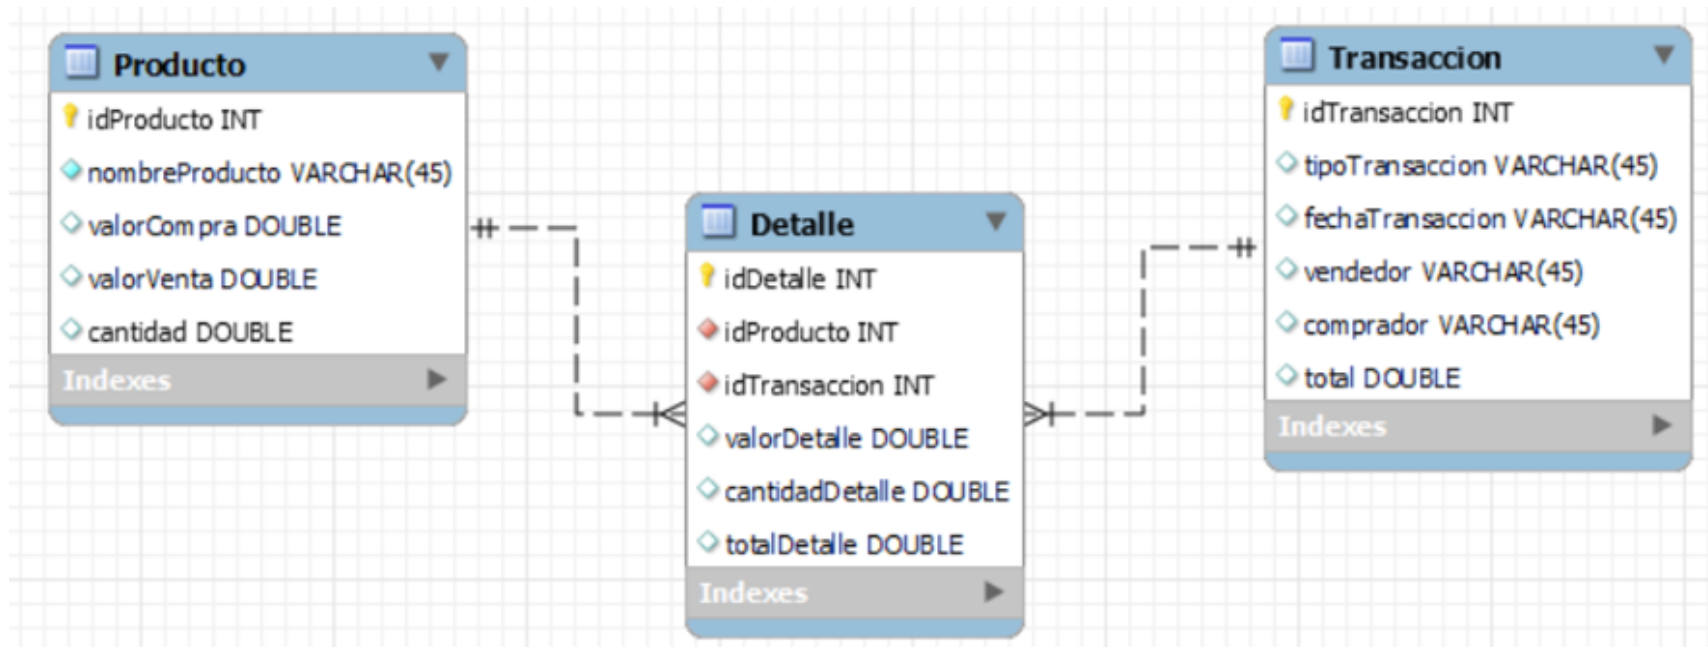 Producto
idProducto INT
nombreProducto VARCHAR(45)
valorCompra DOUBLE
valorVenta DOUBLE
cantidad DOUBLE
Indexes
Detalle
idDetalle INT
idProducto INT
idTransaccion INT
valorDetalle DOUBLE
cantidadDetalle DOUBLE
totalDetalle DOUBLE
Indexes
Transaccion
idTransaccion INT
tipoTransaccion VARCHAR(45)
fechaTransaccion VARCHAR(45)
vendedor VARCHAR(45)
comprador VARCHAR(45)
total DOUBLE
Indexes